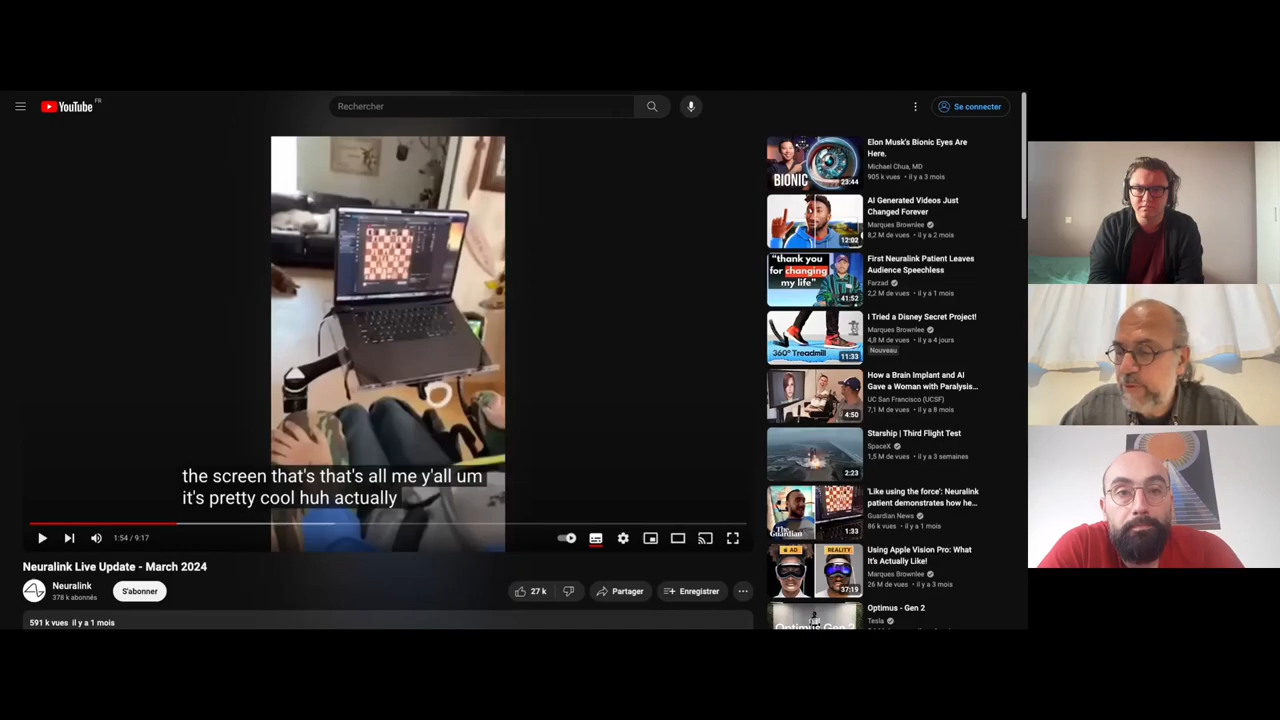 YouTube FR
Rechercher
Se connecter
the screen that's that's all me y'all um
it's pretty cool huh actually
1:54 / 9:17
Neuralink Live Update - March 2024
Neuralink
378 k abonnés
S'abonner
27 k
Partager
Enregistrer
591 k vues il y a 1 mois
BIONIC
23:44
Elon Musk's Bionic Eyes Are
Here.
Michael Chua, MD
905 k vues • il y a 3 mois
12:02
AI Generated Videos Just
Changed Forever
Marques Brownlee
8,2 M de vues • il y a 2 mois
"thank you
for changing
my life"
41:52
First Neuralink Patient Leaves
Audience Speechless
Farzad
2,2 M de vues • il y a 1 mois
360° Treadmill
11:33
I Tried a Disney Secret Project!
Marques Brownlee
4,8 M de vues • il y a 4 jours
Nouveau
4:50
How a Brain Implant and AI
Gave a Woman with Paralysis...
UC San Francisco (UCSF)
7,1 M de vues • il y a 8 mois
2:23
Starship | Third Flight Test
SpaceX
1,5 M de vues • il y a 3 semaines
The
Guardian
1:33
'Like using the force': Neuralink
patient demonstrates how he...
Guardian News
86 k vues • il y a 1 mois
AD
REALITY
37:19
Using Apple Vision Pro: What
It's Actually Like!
Marques Brownlee
26 M de vues • il y a 3 mois
Optimus Gen 2
Optimus - Gen 2
Tesla